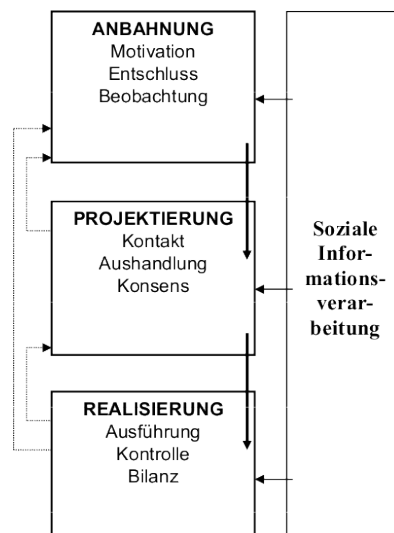 ANBAHNUNG
Motivation
Entschluss
Beobachtung
PROJEKTIERUNG
Kontakt
Aushandlung
Konsens
REALISIERUNG
Ausführung
Kontrolle
Bilanz
Soziale
Infor-
mations-
verar-
beitung